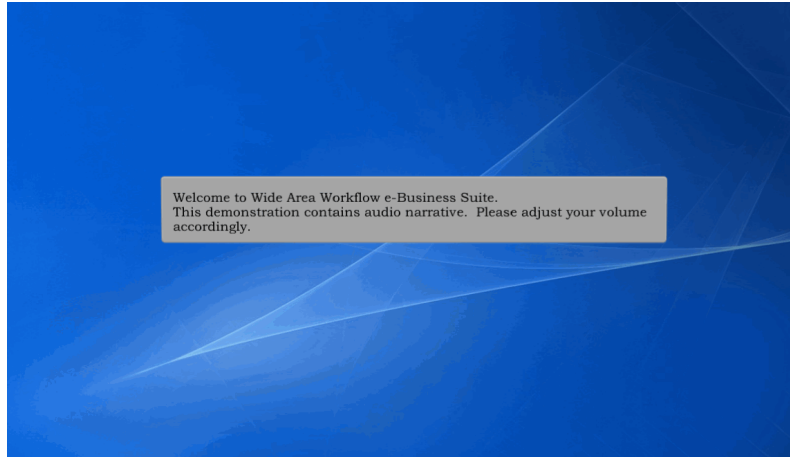 Welcome to Wide Area Workflow e-Business Suite.
This demonstration contains audio narrative.  Please adjust your volume
accordingly.